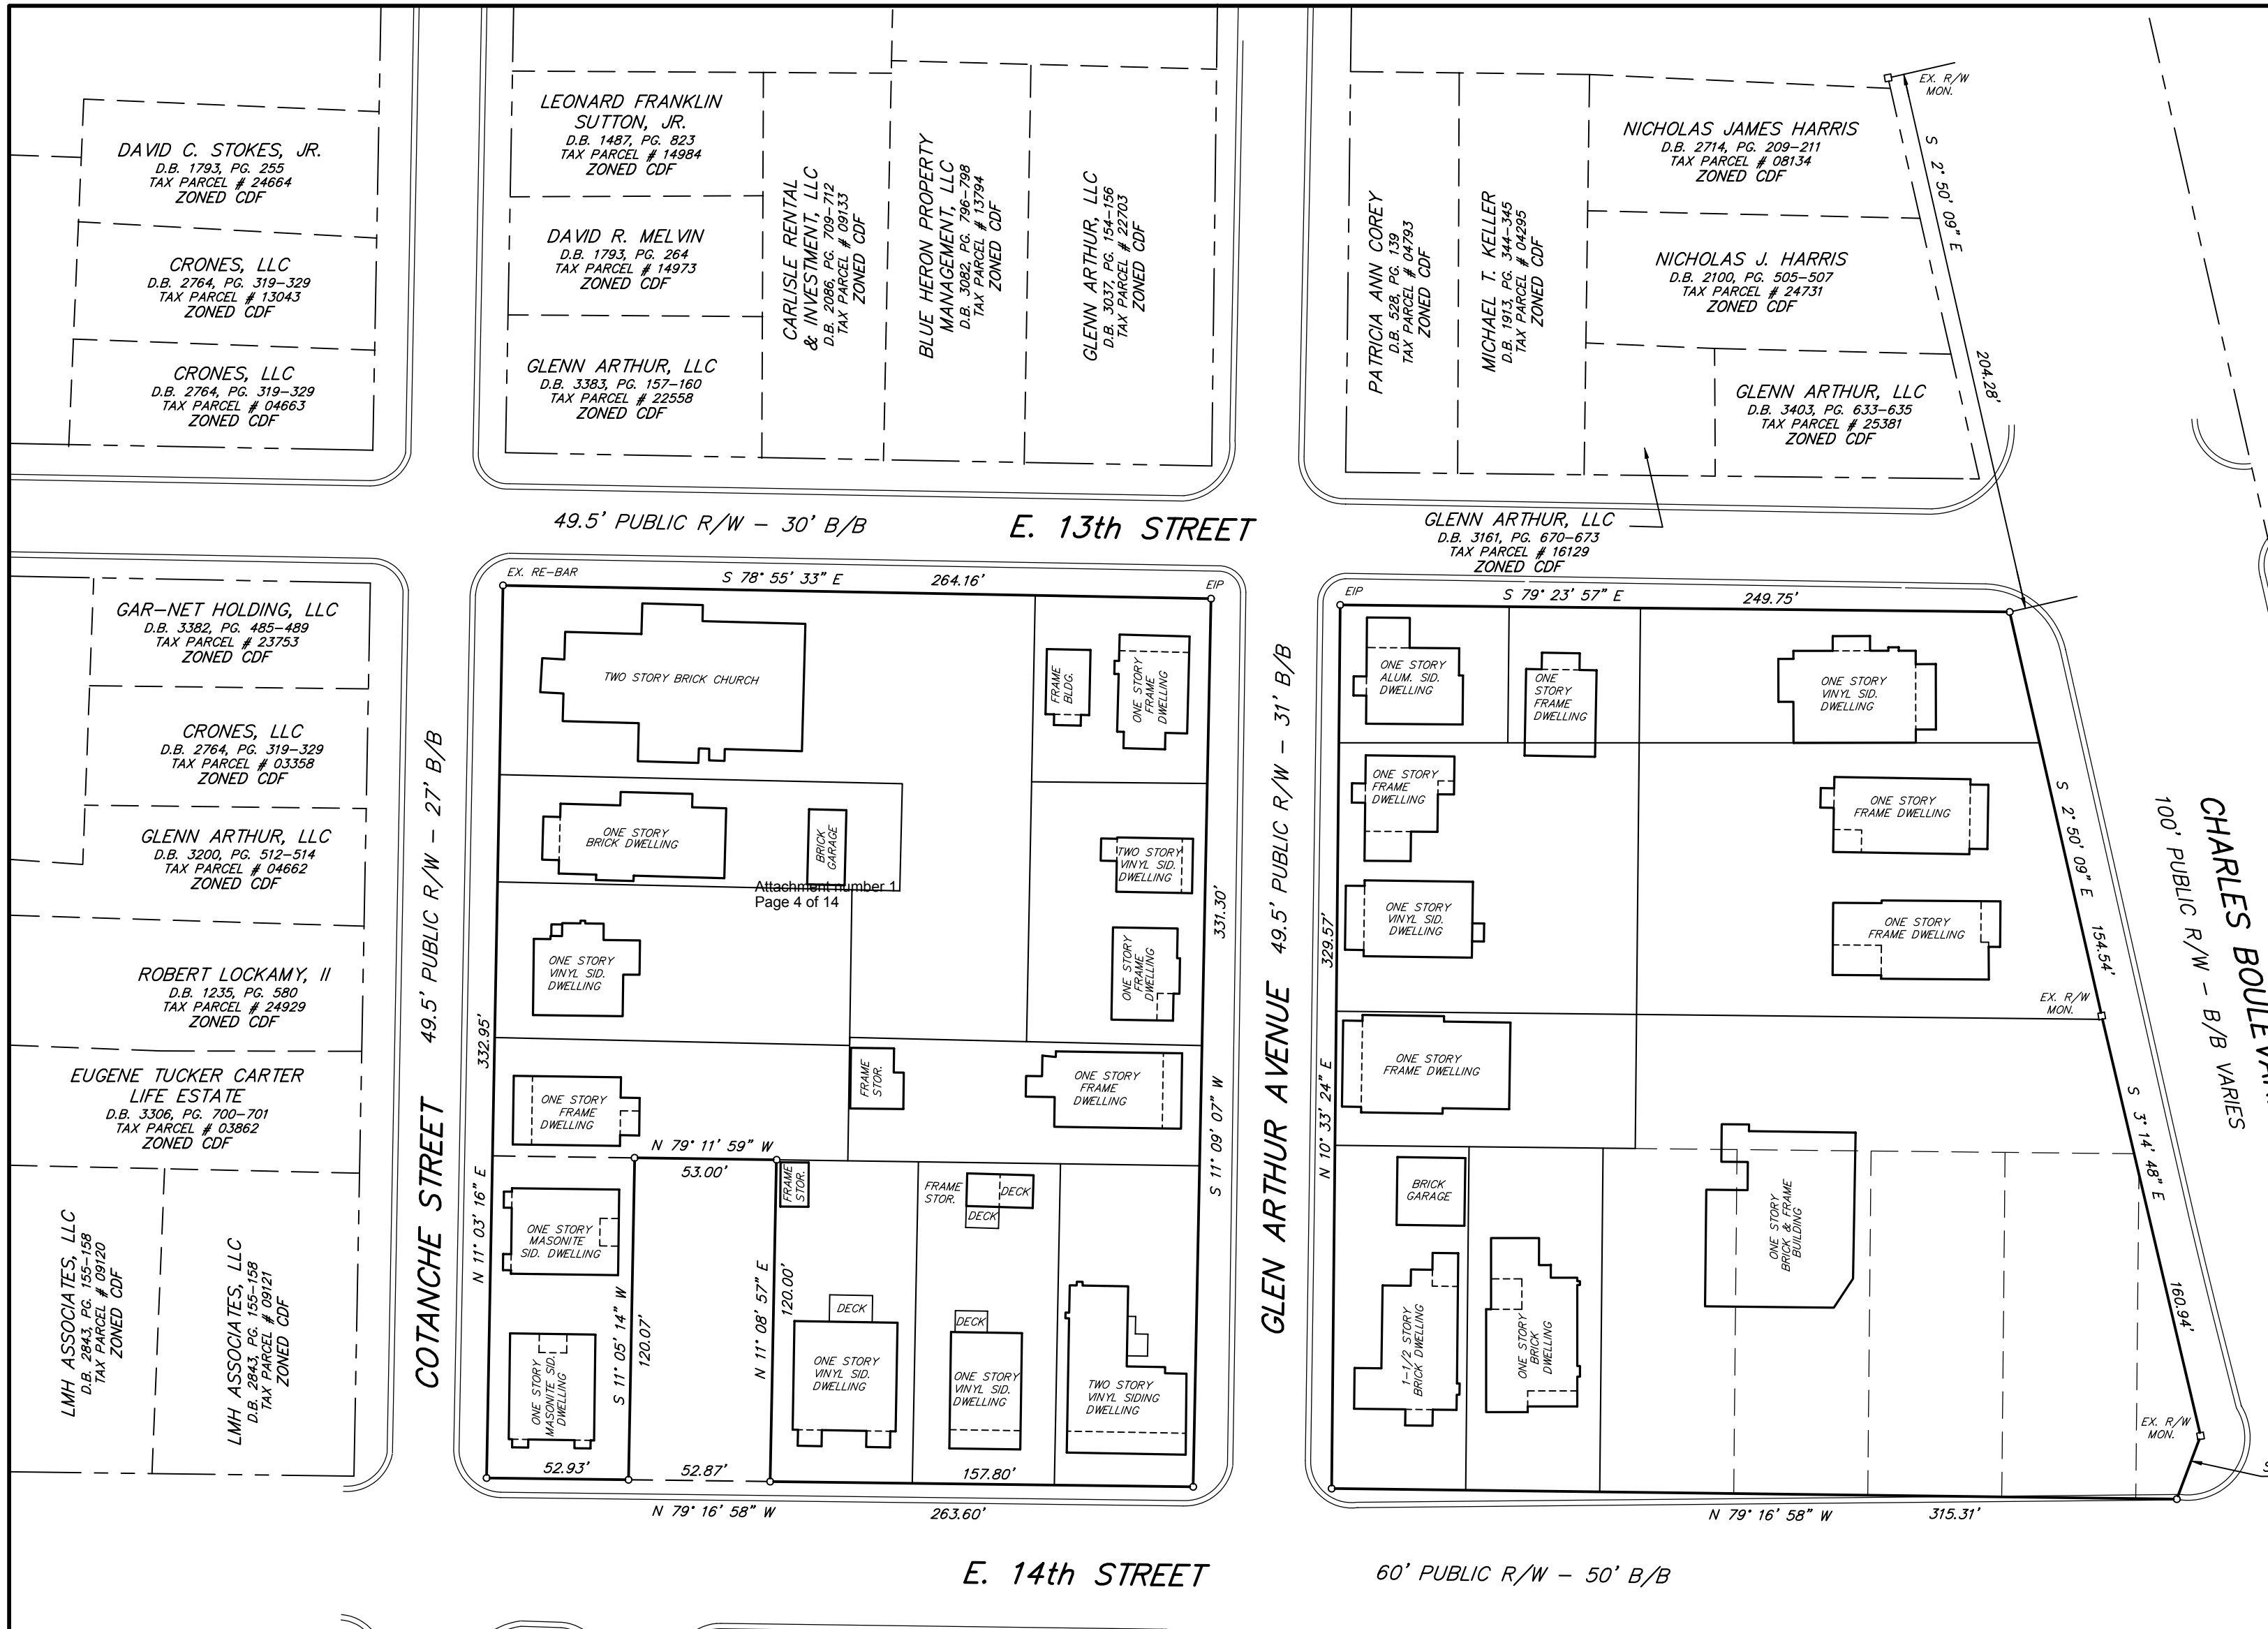 DAVID C. STOKES, JR.
D.B. 1793, PG. 255
TAX PARCEL # 24664
ZONED CDF
CRONES, LLC
D.B. 2764, PG. 319-329
TAX PARCEL # 13043
ZONED CDF
CRONES, LLC
D.B. 2764, PG. 319-329
TAX PARCEL # 04663
ZONED CDF
LEONARD FRANKLIN
SUTTON, JR.
D.B. 1487, PG. 823
TAX PARCEL # 14984
ZONED CDF
DAVID R. MELVIN
D.B. 1793, PG. 264
TAX PARCEL # 14973
ZONED CDF
GLENN ARTHUR, LLC
D.B. 3383, PG. 157-160
TAX PARCEL # 22558
ZONED CDF
CARLISLE RENTAL
& INVESTMENT, LLC
D.B. 2086, PG. 709-712
TAX PARCEL # 09133
ZONED CDF
BLUE HERON PROPERTY
MANAGEMENT, LLC
D.B. 3082, PG. 796-798
TAX PARCEL # 13794
ZONED CDF
GLENN ARTHUR, LLC
D.B. 3037, PG. 154-156
TAX PARCEL # 22703
ZONED CDF
PATRICIA ANN COREY
D.B. 528, PG. 139
TAX PARCEL # 04793
ZONED CDF
MICHAEL T. KELLER
D.B. 1913, PG. 344-345
TAX PARCEL # 04295
ZONED CDF
NICHOLAS JAMES HARRIS
D.B. 2714, PG. 209-211
TAX PARCEL # 08134
ZONED CDF
NICHOLAS J. HARRIS
D.B. 2100, PG. 505-507
TAX PARCEL # 24731
ZONED CDF
GLENN ARTHUR, LLC
D.B. 3403, PG. 633-635
TAX PARCEL # 25381
ZONED CDF
EX. R/W
MON.
S 2° 50' 09" E
204.28'
49.5' PUBLIC R/W - 30' B/B
E. 13th STREET
GLENN ARTHUR, LLC
D.B. 3161, PG. 670-673
TAX PARCEL # 16129
ZONED CDF
GAR-NET HOLDING, LLC
D.B. 3382, PG. 485-489
TAX PARCEL # 23753
ZONED CDF
CRONES, LLC
D.B. 2764, PG. 319-329
TAX PARCEL # 03358
ZONED CDF
GLENN ARTHUR, LLC
D.B. 3200, PG. 512-514
TAX PARCEL # 04662
ZONED CDF
ROBERT LOCKAMY, II
D.B. 1235, PG. 580
TAX PARCEL # 24929
ZONED CDF
EUGENE TUCKER CARTER
LIFE ESTATE
D.B. 3306, PG. 700-701
TAX PARCEL # 03862
ZONED CDF
LMH ASSOCIATES, LLC
D.B. 2843, PG. 155-158
TAX PARCEL # 09120
ZONED CDF
LMH ASSOCIATES, LLC
D.B. 2843, PG. 155-158
TAX PARCEL # 09121
ZONED CDF
COTANCHE STREET 49.5' PUBLIC R/W - 27' B/B
EX. RE-BAR
S 78° 55' 33" E
264.16'
EIP
TWO STORY BRICK CHURCH
FRAME
BLDG.
ONE STORY
FRAME
DWELLING
ONE STORY
BRICK DWELLING
BRICK
GARAGE
Attachment number 1
Page 4 of 14
TWO STORY
VINYL SID.
DWELLING
ONE STORY
VINYL SID.
DWELLING
ONE STORY
FRAME
DWELLING
331.30'
332.95'
ONE STORY
FRAME
DWELLING
FRAME
STOR.
ONE STORY
FRAME
DWELLING
N 79° 11' 59" W
53.00'
N 11° 03' 16" E
S 11° 09' 07" W
ONE STORY
MASONITE
SID. DWELLING
FRAME
STOR.
FRAME
STOR.
DECK
DECK
S 11° 05' 14" W
120.07'
N 11° 08' 57" E
120.00'
ONE STORY
MASONITE SID.
DWELLING
DECK
ONE STORY
VINYL SID.
DWELLING
DECK
ONE STORY
VINYL SID.
DWELLING
TWO STORY
VINYL SIDING
DWELLING
52.93'
52.87'
157.80'
N 79° 16' 58" W
263.60'
GLEN ARTHUR AVENUE 49.5' PUBLIC R/W - 31' B/B
EIP
S 79° 23' 57" E
249.75'
ONE STORY
ALUM. SID.
DWELLING
ONE
STORY
FRAME
DWELLING
ONE STORY
VINYL SID.
DWELLING
ONE STORY
FRAME
DWELLING
ONE STORY
FRAME DWELLING
ONE STORY
VINYL SID.
DWELLING
ONE STORY
FRAME DWELLING
329.57'
N 10° 33' 24" E
S 2° 50' 09" E
154.54'
EX. R/W
MON.
ONE STORY
FRAME DWELLING
BRICK
GARAGE
1-1/2 STORY
BRICK DWELLING
ONE STORY
BRICK
DWELLING
ONE STORY
BRICK & FRAME
BUILDING
S 3° 14' 48" E
160.94'
EX. R/W
MON.
N 79° 16' 58" W
315.31'
CHARLES BOULEVAR
100' PUBLIC R/W - B/B VARIES
E. 14th STREET
60' PUBLIC R/W - 50' B/B